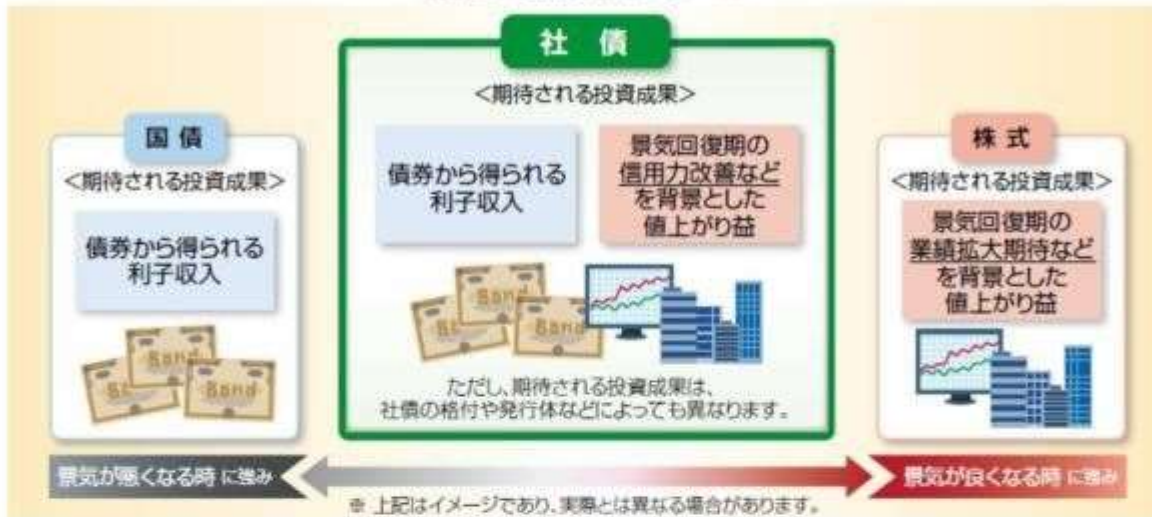 社債
<期待される投資成果>
債券から得られる
利子収入
景気回復期の
信用力改善など
を背景とした
値上がり益
Bond
Bond
Bond
ただし、期待される投資成果は、
社債の格付や発行体などによっても異なります。
国債
<期待される投資成果>
債券から得られる
利子収入
Bond
Bond
Bond
株式
<期待される投資成果>
景気回復期の
業績拡大期待など
を背景とした
値上がり益
景気が悪くなる時 に強み
景気が良くなる時 に強み
※ 上記はイメージであり、実際とは異なる場合があります。